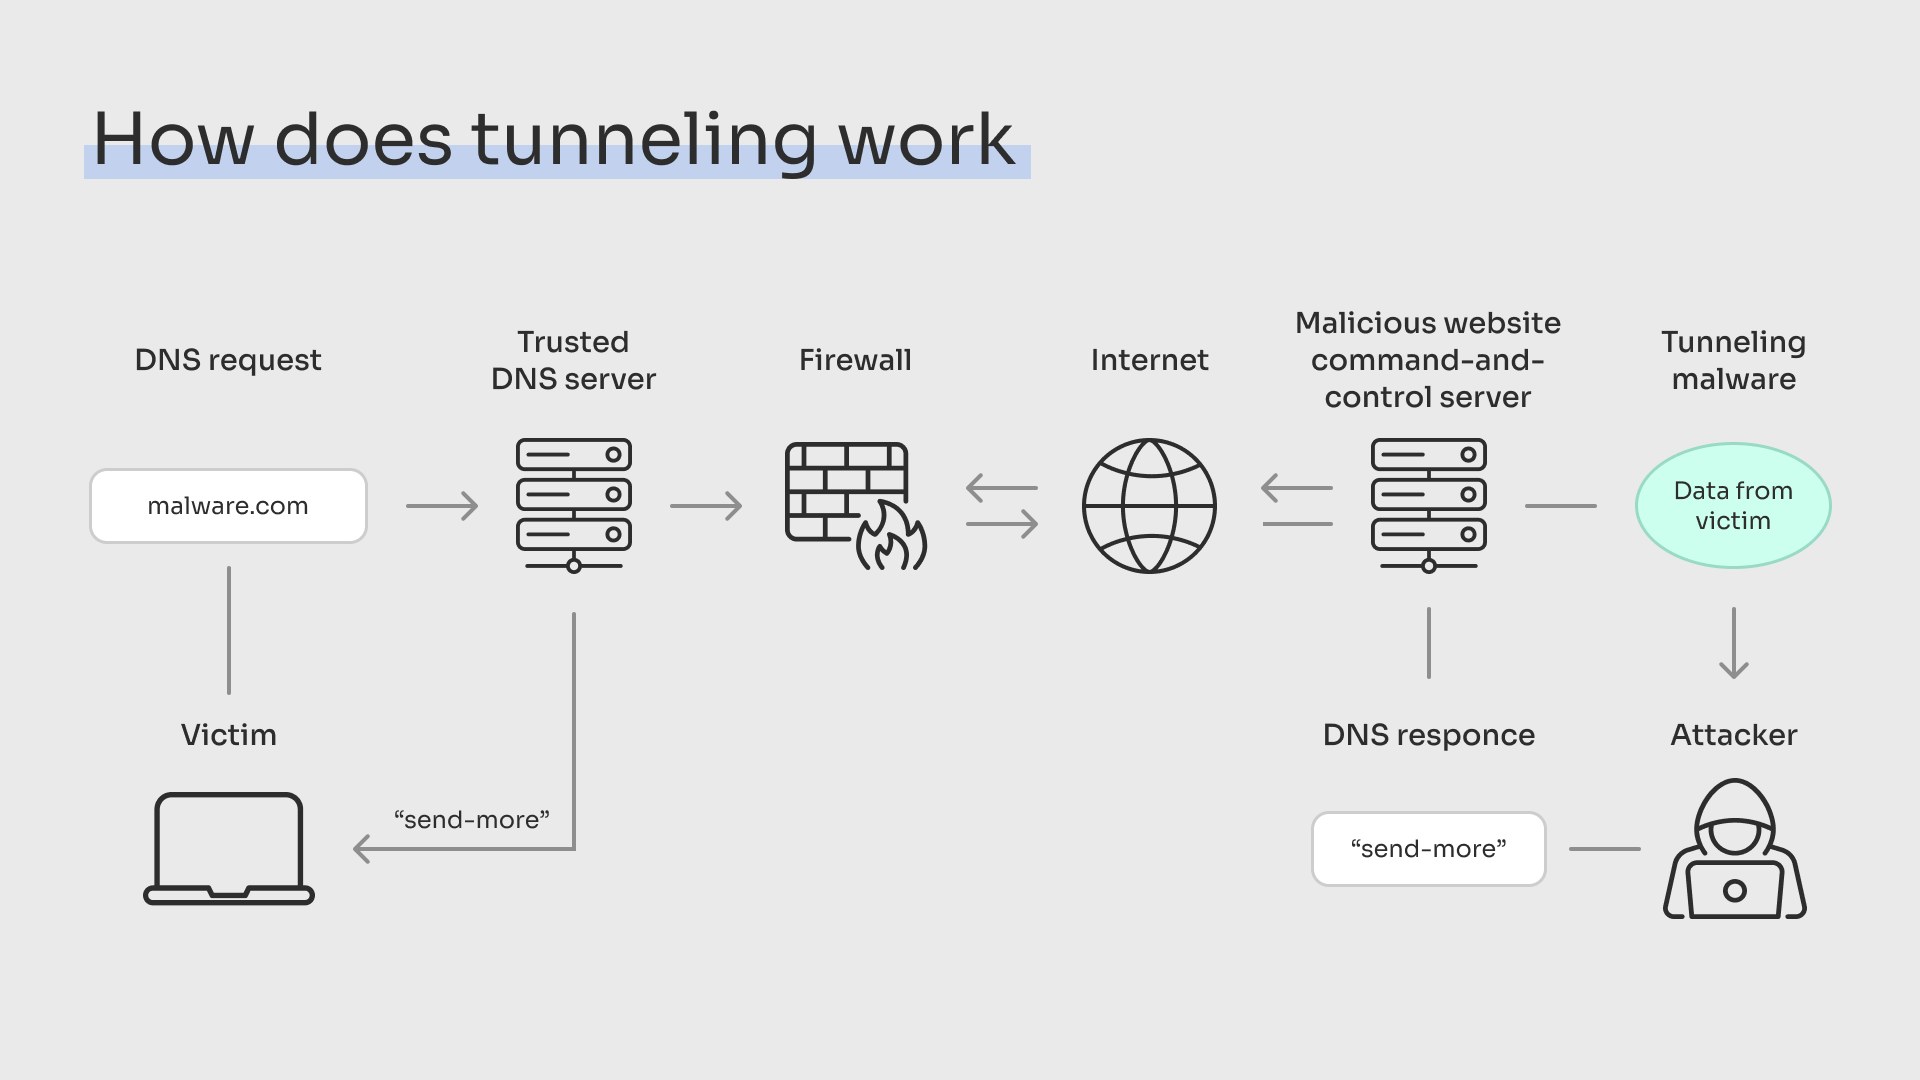 How does tunneling work
DNS request
Trusted
DNS server
Firewall
Internet
Malicious website
command-and-
control server
Tunneling
malware
malware.com
Data from
victim
Victim
DNS responce
Attacker
“send-more”
“send-more”